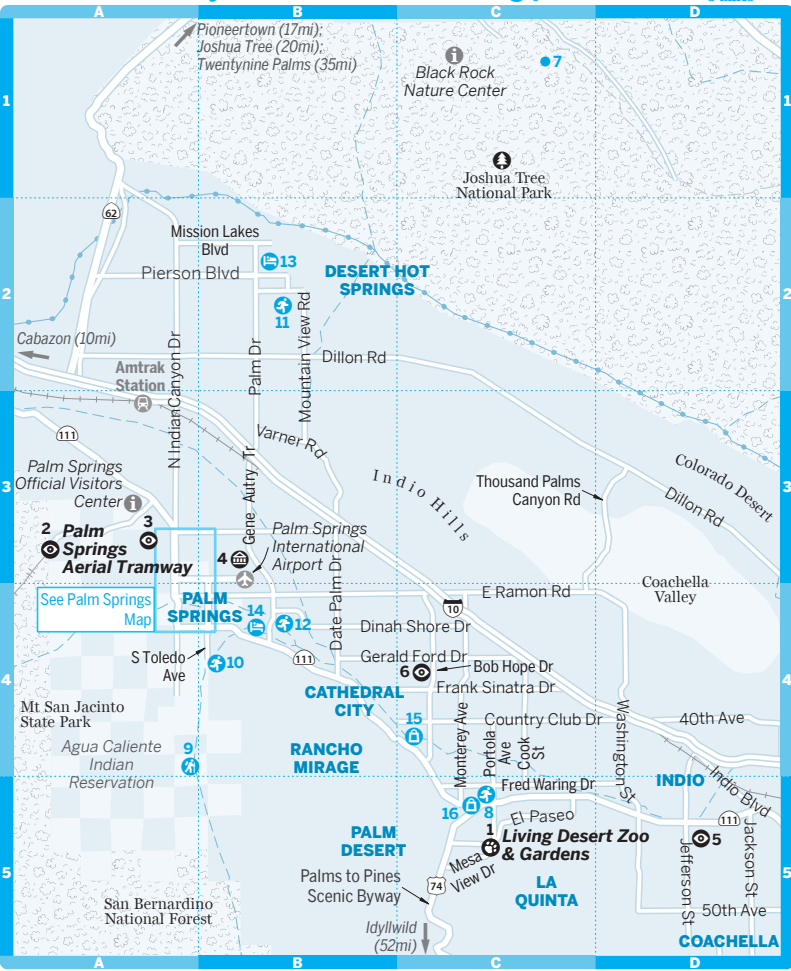 A
B
C
D
Pioneertown (17mi);
Joshua Tree (20mi);
Twentynine Palms (35mi)
Black Rock
Nature Center
7
1
1
Joshua Tree
National Park
62
Mission Lakes
Blvd
13
Pierson Blvd
DESERT HOT
SPRINGS
2
2
11
Cabazon (10mi)
Dillon Rd
Amtrak
Station
N Indian Canyon Dr
Palm Dr
Mountain View Rd
111
Varner Rd
Gene Autry Tr
Indio Hills
Colorado Desert
Palm Springs
Official Visitors
Center
Thousand Palms
Canyon Rd
Dillon Rd
3
3
2
Palm
Springs
Aerial Tramway
3
4
Palm Springs
International
Airport
Date Palm Dr
10
E Ramon Rd
Coachella
Valley
See Palm Springs
Map
PALM
SPRINGS
14
12
Dinah Shore Dr
S Toledo
Ave
10
111
Gerald Ford Dr
6
Bob Hope Dr
Frank Sinatra Dr
4
4
CATHEDRAL
CITY
Mt San Jacinto
State Park
15
Country Club Dr
40th Ave
Monterey Ave
Portola
Ave
Cook
St
Washington St
Agua Caliente
Indian
Reservation
9
RANCHO
MIRAGE
Fred Waring Dr
INDIO
Indio Blvd
16
8
El Paseo
111
PALM
DESERT
1
Living Desert Zoo
& Gardens
5
Jefferson St
Jackson St
5
5
Mesa
View Dr
Palms to Pines
Scenic Byway
74
LA
QUINTA
San Bernardino
National Forest
50th Ave
Idyllwild
(52mi)
COACHELLA
A
B
C
D